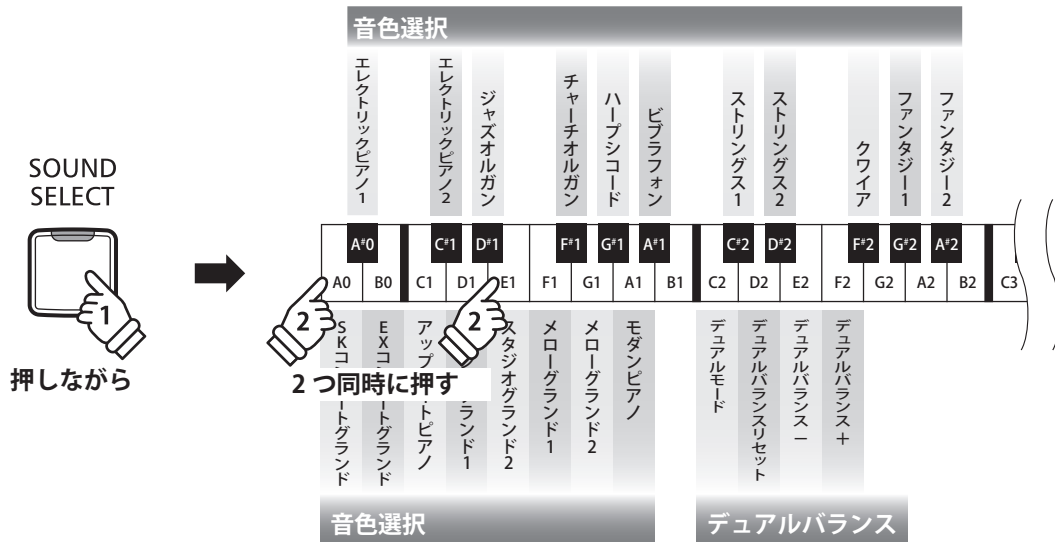 音色選択
エレクトリックピアノ1
エレクトリックピアノ2
ジャズオルガン
チャーチオルガン
ハープシコード
ビブラフォン
ストリングス1
ストリングス2
クワイア
ファンタジー1
ファンタジー2
SOUND
SELECT
1
押しながら
A#0 C#1 D#1 F#1 G#1 A#1 C#2 D#2 F#2 G#2 A#2
A0 B0 C1 D1 E1 F1 G1 A1 B1 C2 D2 E2 F2 G2 A2 B2 C3
2
2
2つ同時に押す
SKコンサートグランド
EXコンサートグランド
アップライトピアノ
グランド1
スタジオグランド2
メローグランド1
メローグランド2
モダンピアノ
デュアルモード
デュアルバランスリセット
デュアルバランス−
デュアルバランス+
音色選択
デュアルバランス